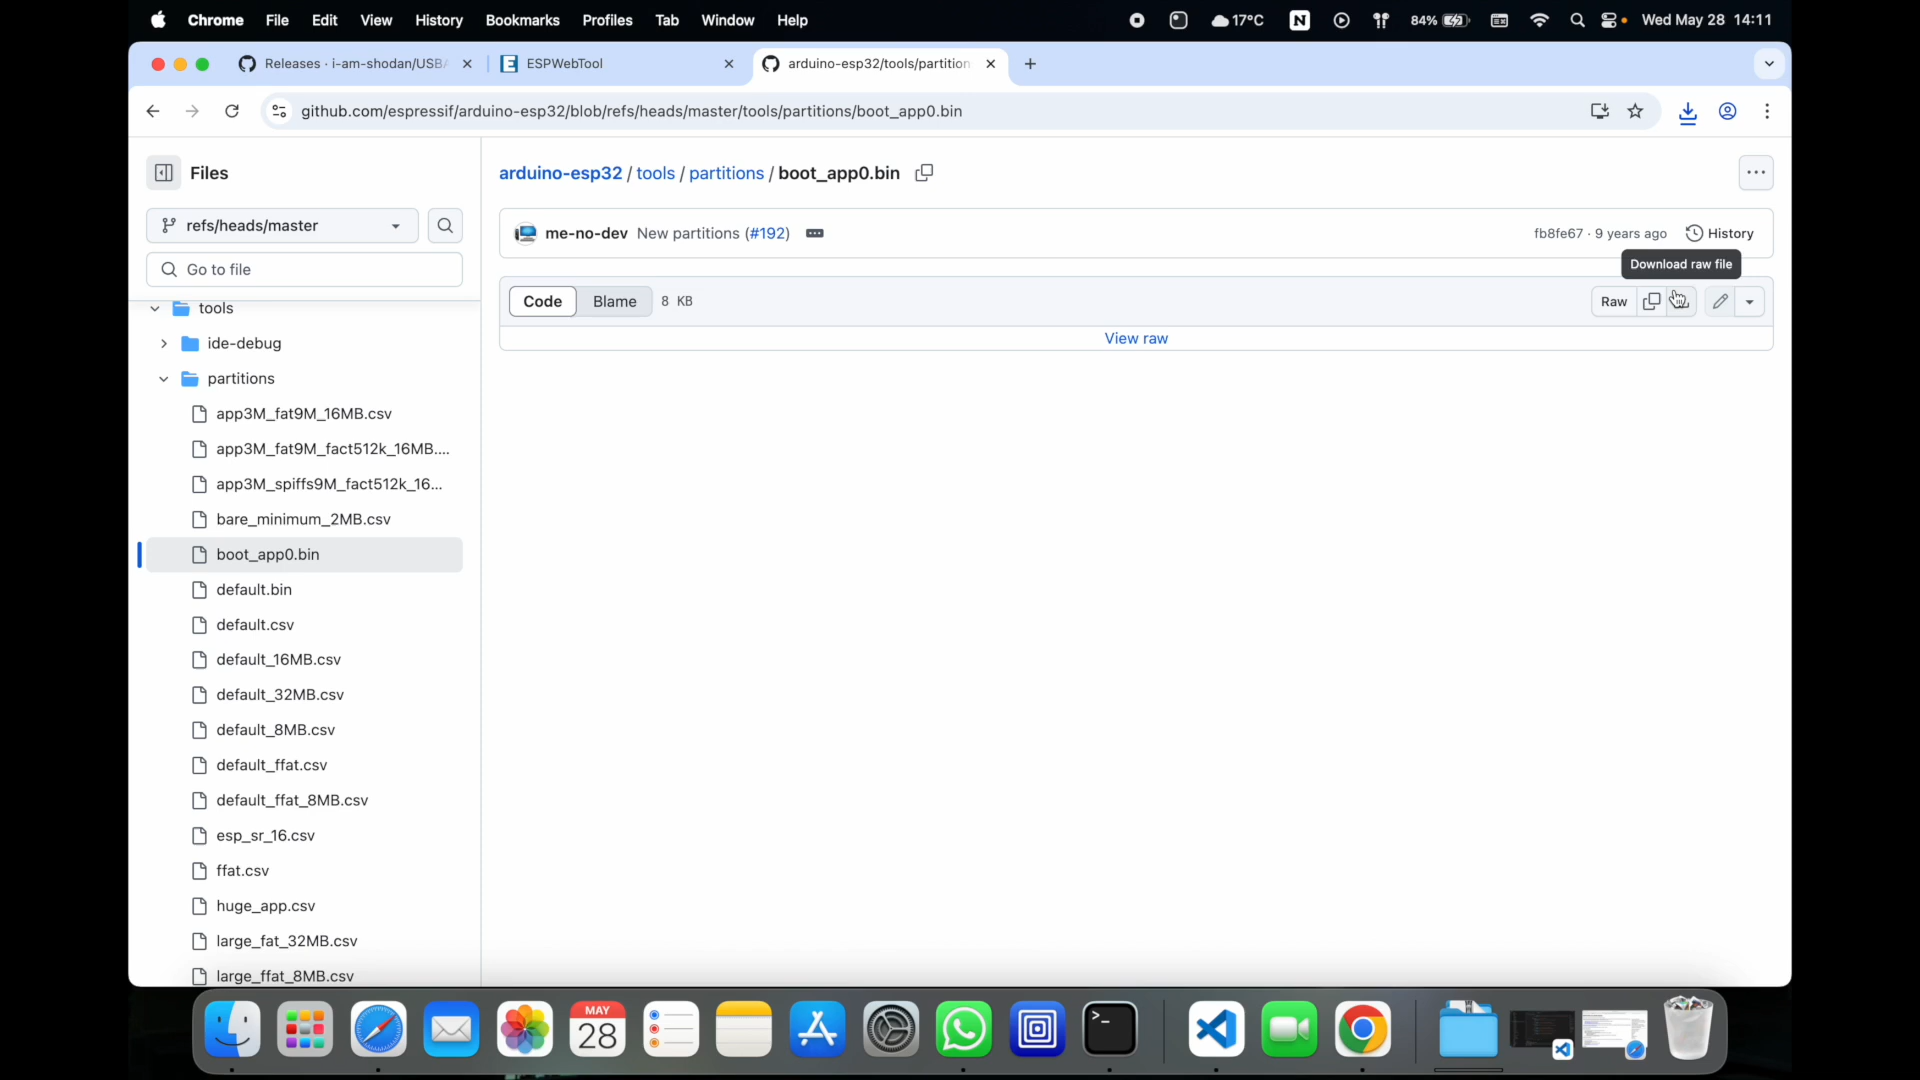 Chrome File Edit View History Bookmarks Profiles Tab Window Help 17°C 84% Wed May 28 14:11
Releases · i-am-shodan/USBA ESPWebTool arduino-esp32/tools/partition
github.com/espressif/arduino-esp32/blob/refs/heads/master/tools/partitions/boot_app0.bin
Files
refs/heads/master
Go to file
tools
ide-debug
partitions
app3M_fat9M_16MB.csv
app3M_fat9M_fact512k_16MB....
app3M_spiffs9M_fact512k_16...
bare_minimum_2MB.csv
boot_app0.bin
default.bin
default.csv
default_16MB.csv
default_32MB.csv
default_8MB.csv
default_ffat.csv
default_ffat_8MB.csv
esp_sr_16.csv
ffat.csv
huge_app.csv
large_fat_32MB.csv
large_ffat_8MB.csv
arduino-esp32 / tools / partitions / boot_app0.bin
me-no-dev New partitions (#192) fb8fe67 · 9 years ago History
Download raw file
Code Blame 8 KB Raw
View raw
MAY
28